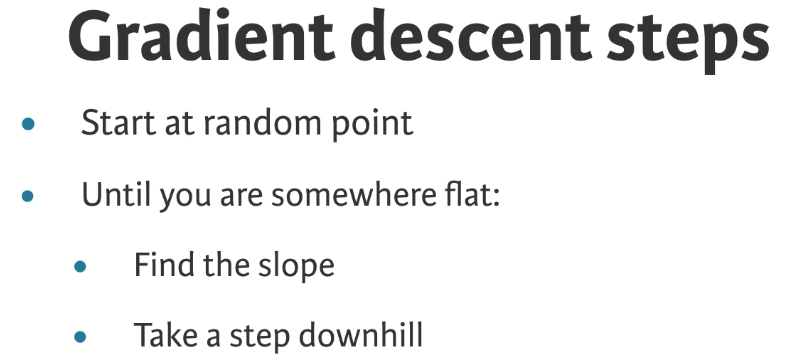 Gradient descent steps
• Start at random point
• Until you are somewhere flat:
• Find the slope
• Take a step downhill